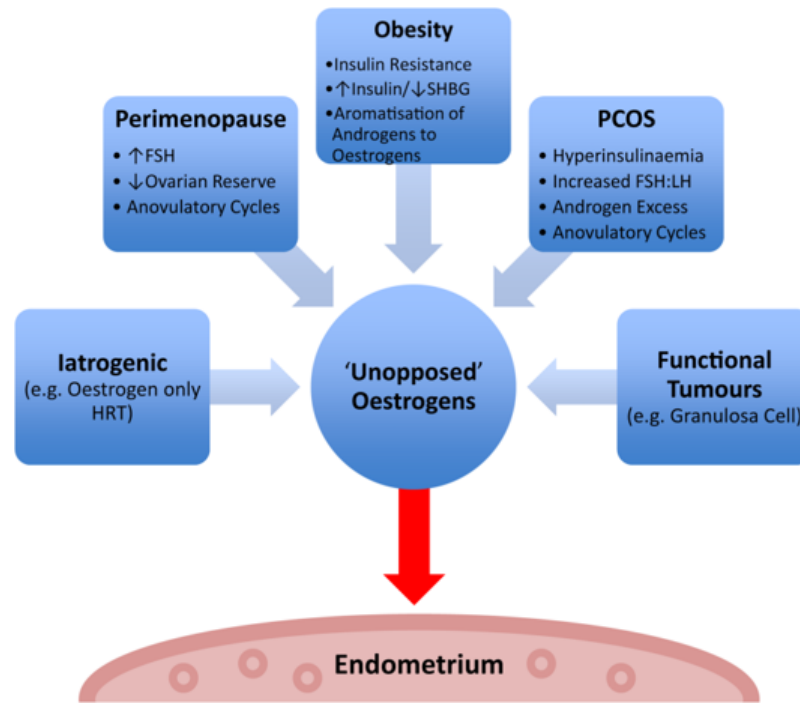 Obesity
•Insulin Resistance
•↑Insulin/↓SHBG
•Aromatisation of
Androgens to
Oestrogens
Perimenopause
• ↑FSH
• ↓Ovarian Reserve
• Anovulatory Cycles
PCOS
• Hyperinsulinaemia
• Increased FSH:LH
• Androgen Excess
• Anovulatory Cycles
Iatrogenic
(e.g. Oestrogen only
HRT)
'Unopposed'
Oestrogens
Functional
Tumours
(e.g. Granulosa Cell)
Endometrium